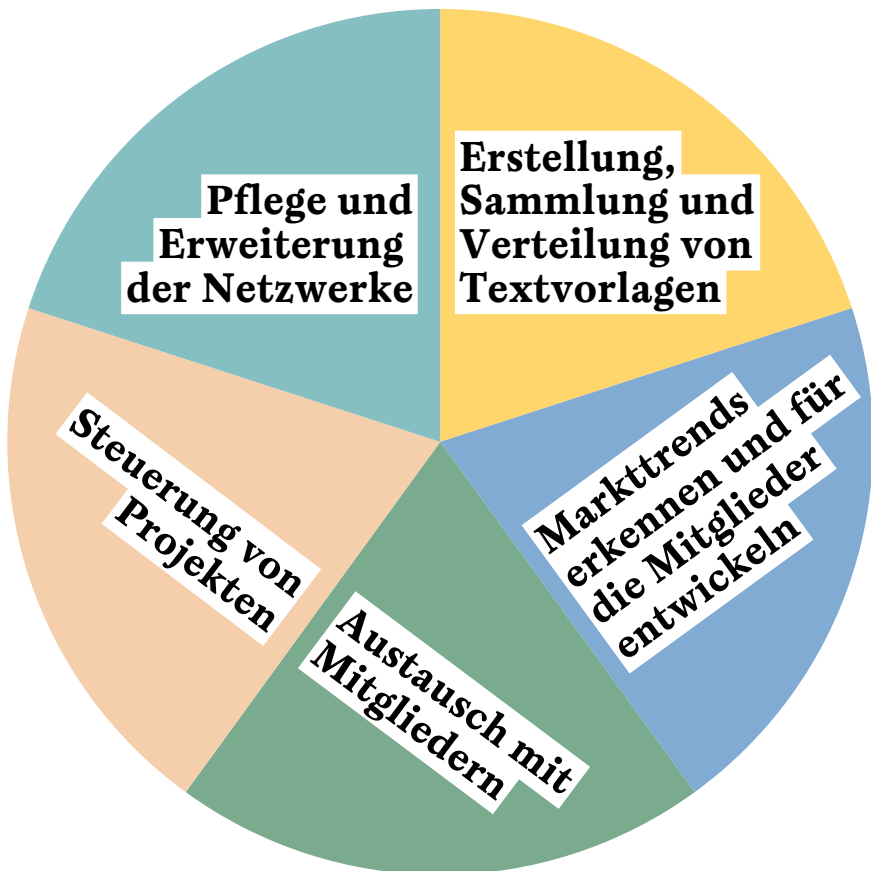 Pflege und
Erweiterung
der Netzwerke
Erstellung,
Sammlung und
Verteilung von
Textvorlagen
Markttrends
erkennen und für
die Mitglieder
entwickeln
Austausch mit
Mitgliedern
Steuerung von
Projekten